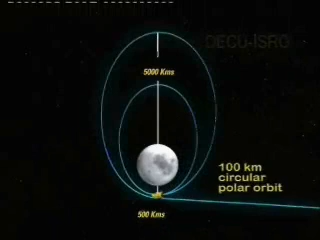 DECU-ISRO
5000 Kms
100 km
circular
polar orbit
500 Kms